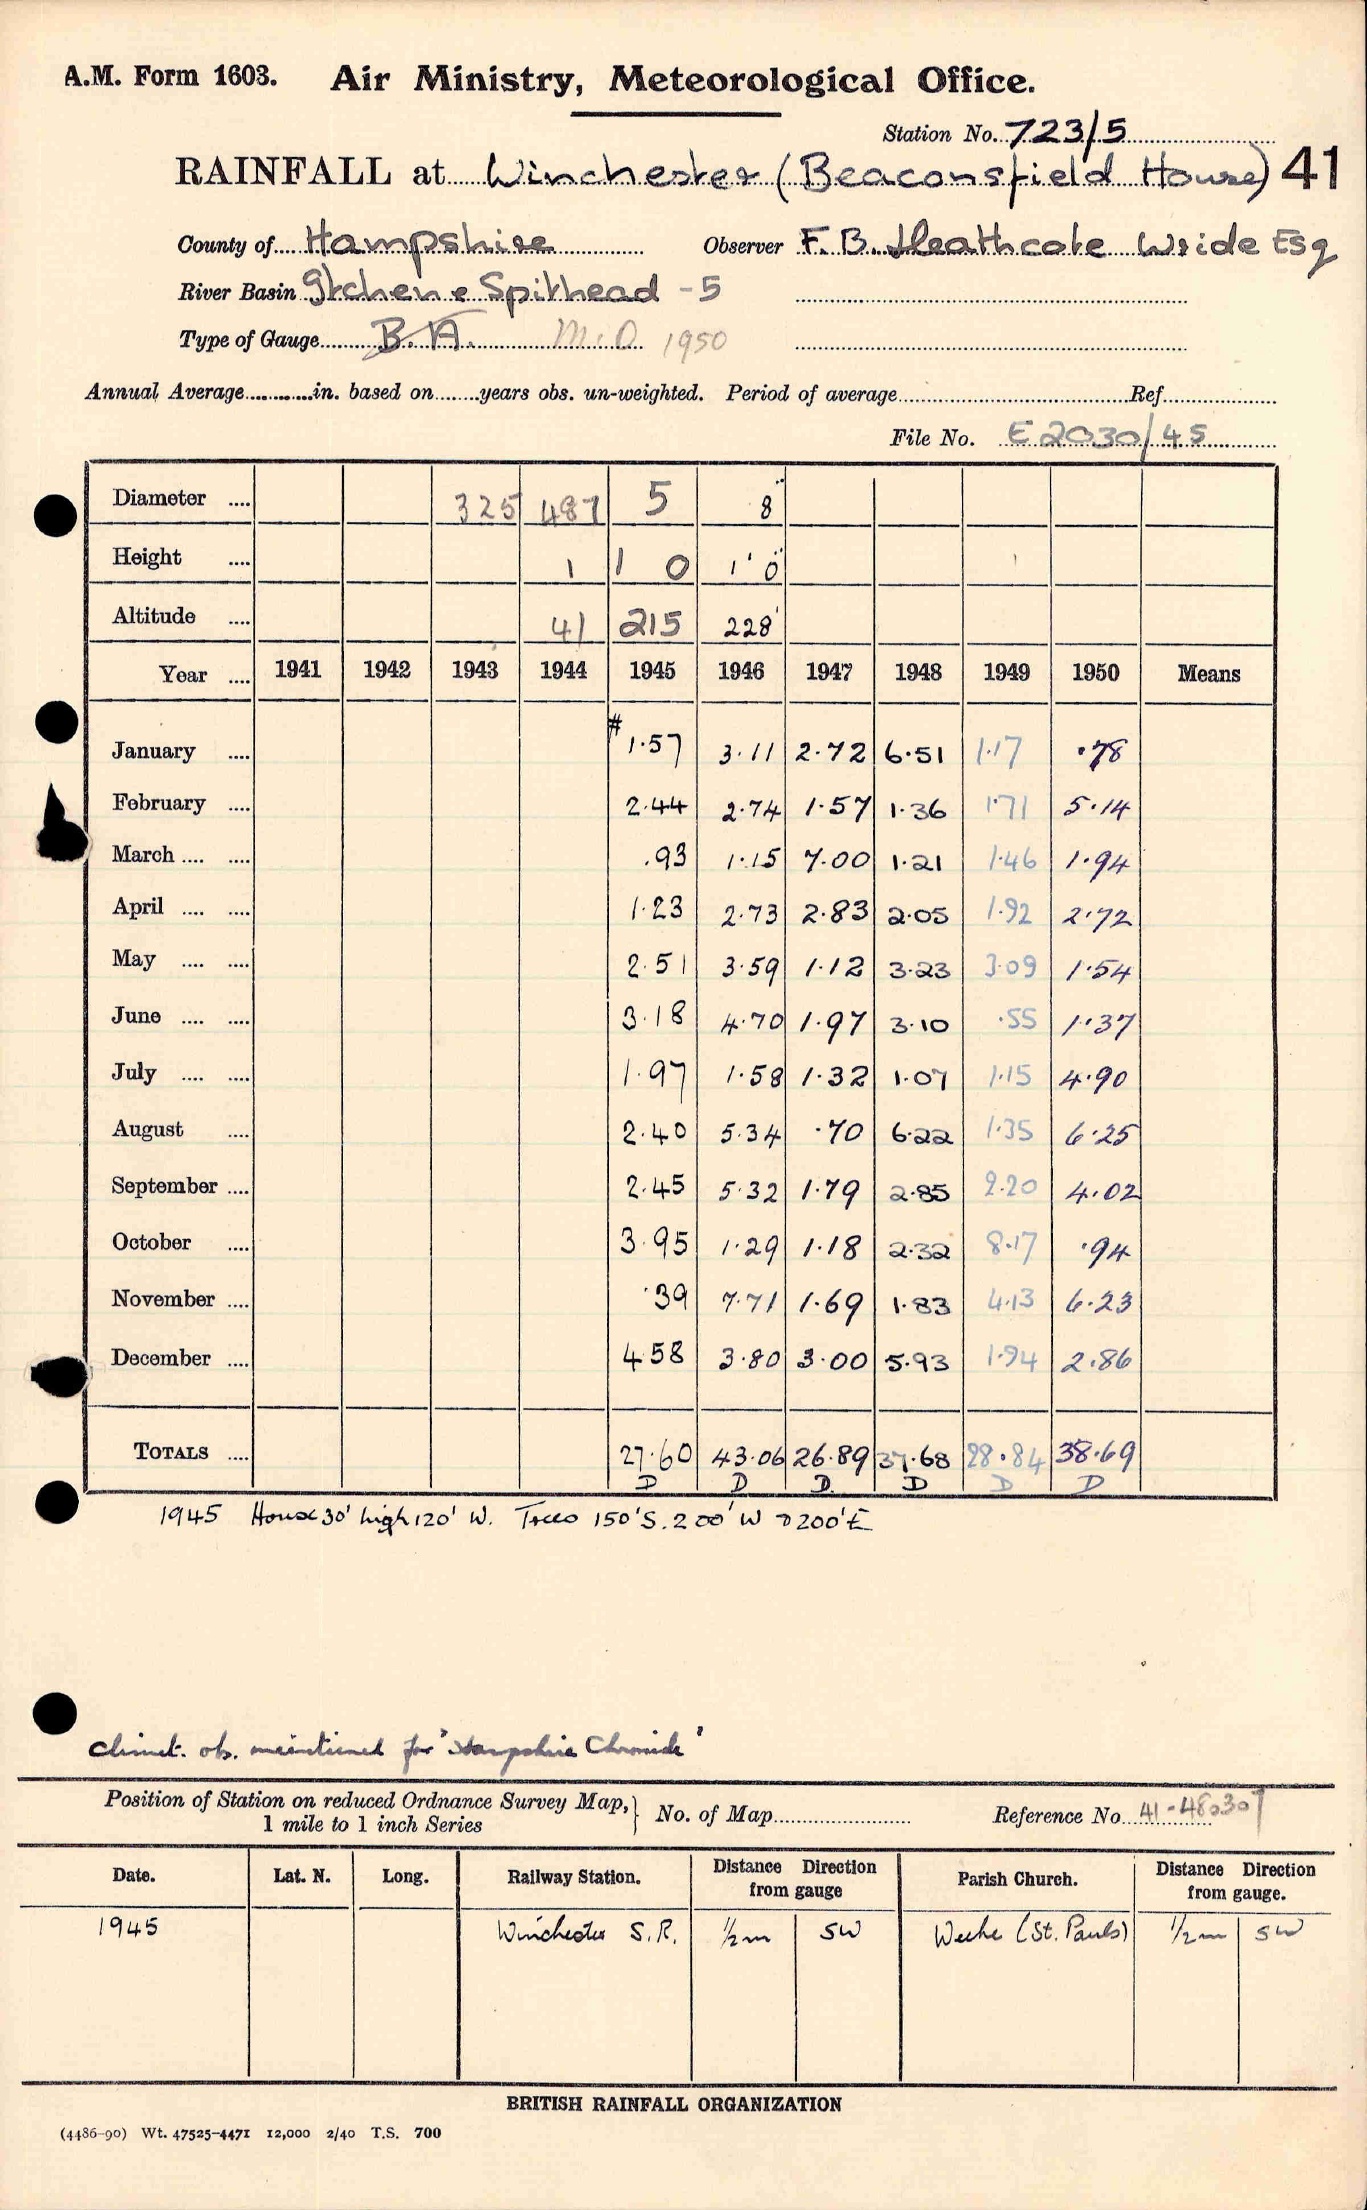 A.M. Form 1603. Air Ministry, Meteorological Office.
Station No. 723/5
RAINFALL at Winchester (Beaconsfield House) 41
County of Hampshire Observer F.B. Heathcote Wride Esq
River Basin Itchen & Spithead - 5
Type of Gauge B.A. M.O 1950
Annual Average............in. based on........years obs. un-weighted. Period of average................Ref................
File No. E 2030/45
Diameter .... 325 487 5 8"
Height .... 1 1 0 1' 0"
Altitude .... 41 215 228'
Year .... 1941 1942 1943 1944 1945 1946 1947 1948 1949 1950 Means
January .... # 1.57 3.11 2.72 6.51 1.17 .78
February .... 2.44 2.74 1.57 1.36 1.71 5.14
March .... .... .93 1.15 7.00 1.21 1.46 1.94
April .... .... 1.23 2.73 2.83 2.05 1.92 2.72
May .... .... 2.51 3.59 1.12 3.23 3.09 1.54
June .... .... 3.18 4.70 1.97 3.10 .55 1.37
July .... .... 1.97 1.58 1.32 1.07 1.15 4.90
August .... 2.40 5.34 .70 6.22 1.35 6.25
September .... 2.45 5.32 1.79 2.85 2.20 4.02
October .... 3.95 1.29 1.18 2.32 8.17 .94
November .... .39 7.71 1.69 1.83 4.13 6.23
December .... 4.58 3.80 3.00 5.93 1.94 2.86
TOTALS .... 27.60 43.06 26.89 37.68 28.84 38.69
D D D. D D D
1945 House 30' high 120' W. Trees 150' S. 200' W & 200' E
Climat. obs. maintained for 'Hampshire Chronicle'
Position of Station on reduced Ordnance Survey Map, 1 mile to 1 inch Series } No. of Map................ Reference No. 41-480307
Date. Lat. N. Long. Railway Station. Distance Direction from gauge Parish Church. Distance Direction from gauge.
1945 Winchester S.R. ½m SW Weeke (St. Pauls) ½m SW
BRITISH RAINFALL ORGANIZATION
(4486-90) Wt. 47525-4471 12,000 2/40 T.S. 700